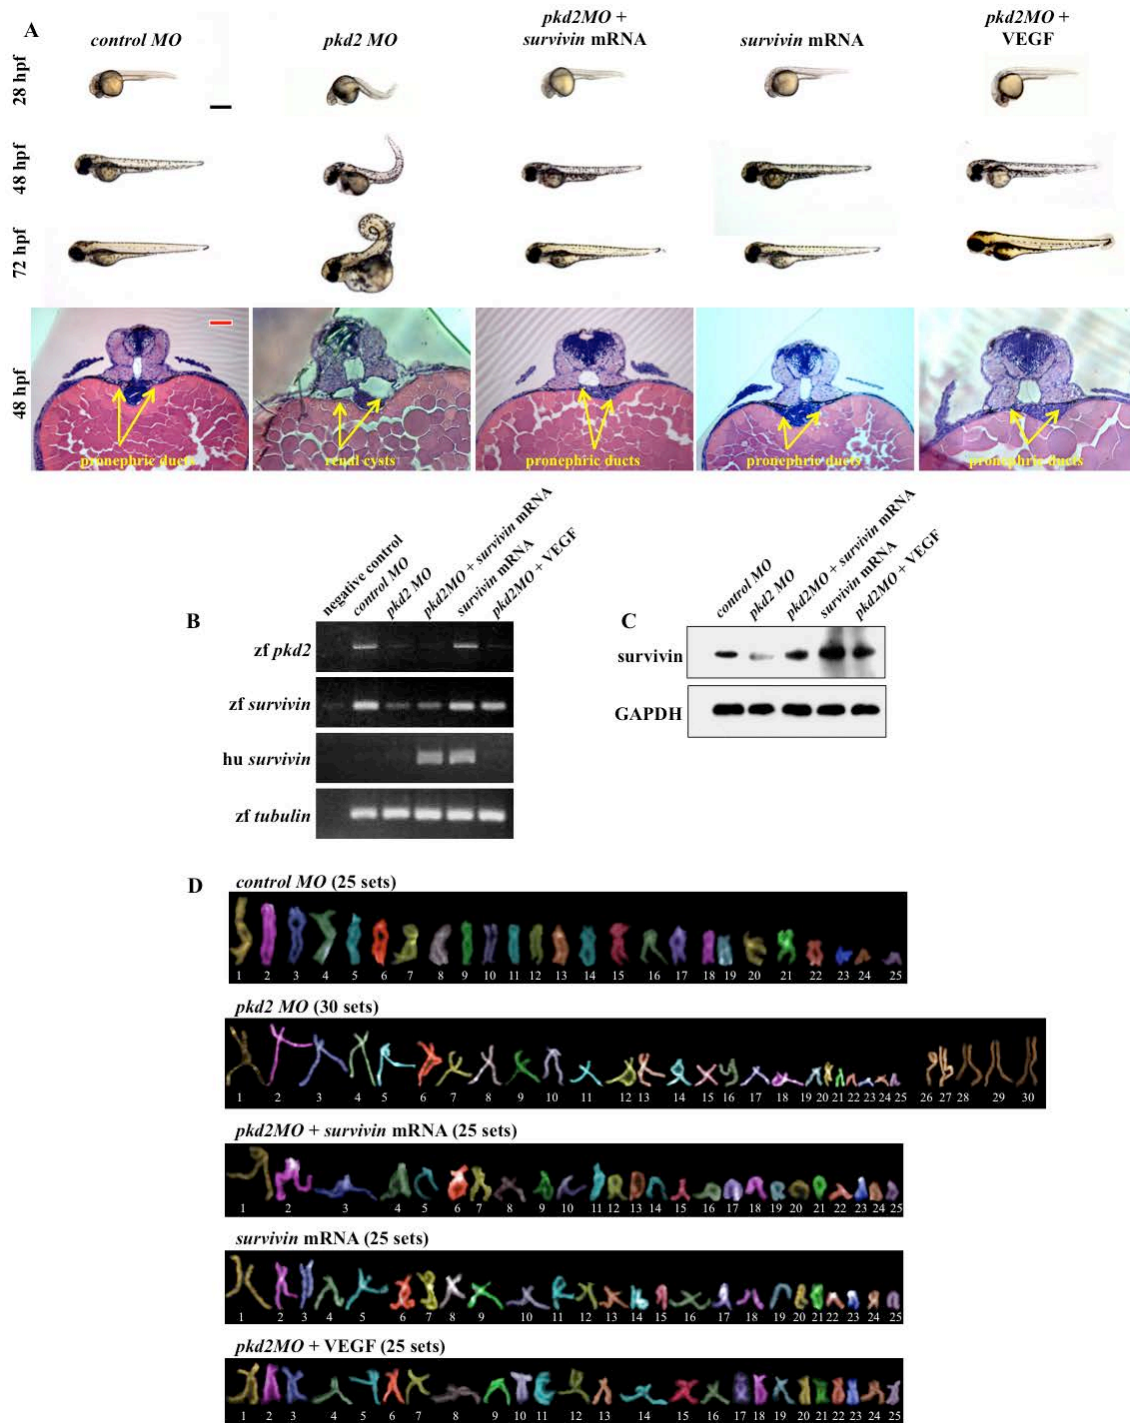 A
control MO
pkd2 MO
pkd2MO +
survivin mRNA
survivin mRNA
pkd2MO +
VEGF
28 hpf
48 hpf
72 hpf
48 hpf
pronephric ducts
renal cysts
pronephric ducts
pronephric ducts
pronephric ducts
B
negative control
control MO
pkd2 MO
pkd2MO + survivin mRNA
survivin mRNA
pkd2MO + VEGF
zf pkd2
zf survivin
hu survivin
zf tubulin
C
control MO
pkd2 MO
pkd2MO + survivin mRNA
survivin mRNA
pkd2MO + VEGF
survivin
GAPDH
D
control MO (25 sets)
1 2 3 4 5 6 7 8 9 10 11 12 13 14 15 16 17 18 19 20 21 22 23 24 25
pkd2 MO (30 sets)
1 2 3 4 5 6 7 8 9 10 11 12 13 14 15 16 17 18 19 20 21 22 23 24 25 26 27 28 29 30
pkd2MO + survivin mRNA (25 sets)
1 2 3 4 5 6 7 8 9 10 11 12 13 14 15 16 17 18 19 20 21 22 23 24 25
survivin mRNA (25 sets)
1 2 3 4 5 6 7 8 9 10 11 12 13 14 15 16 17 18 19 20 21 22 23 24 25
pkd2MO + VEGF (25 sets)
1 2 3 4 5 6 7 8 9 10 11 12 13 14 15 16 17 18 19 20 21 22 23 24 25